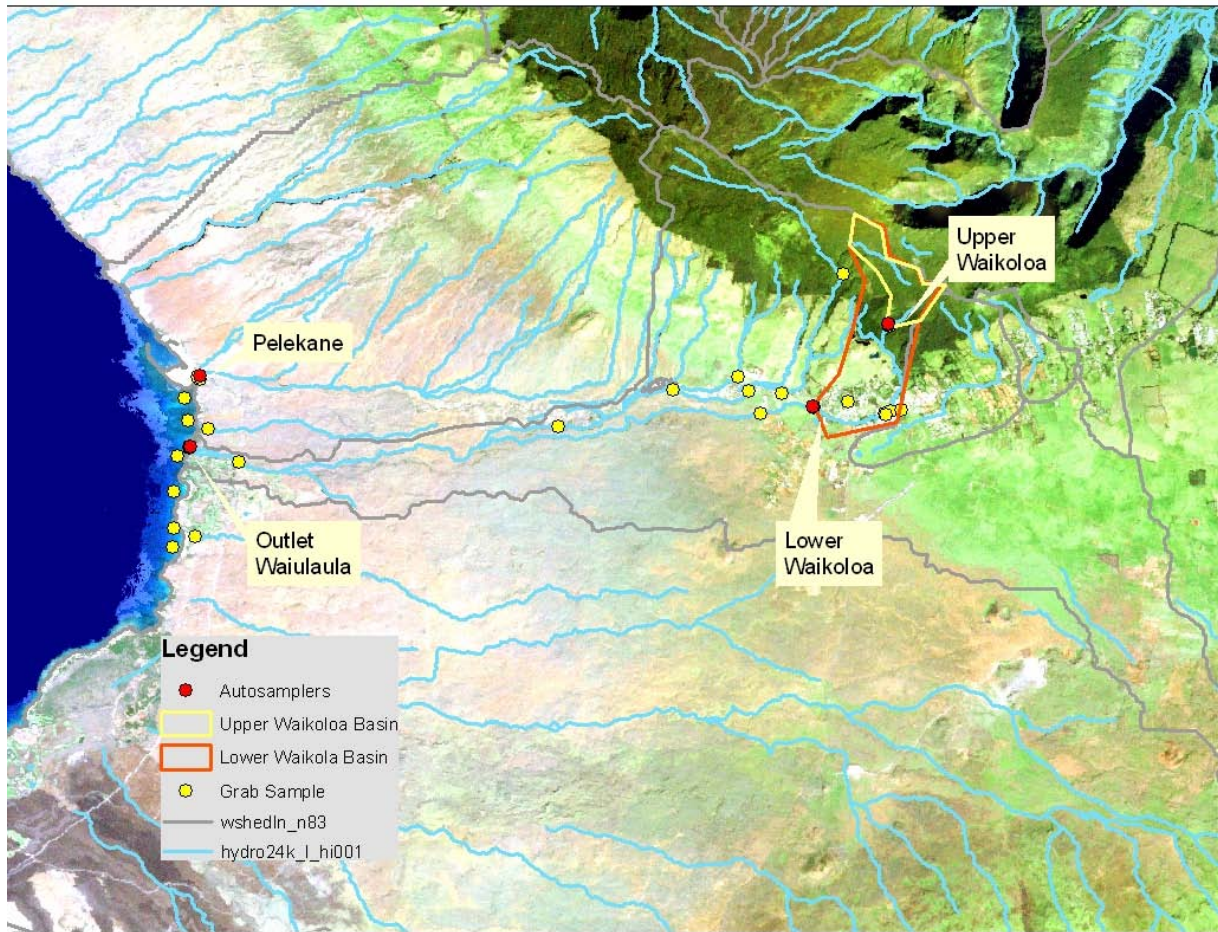 Upper
Waikoloa
Pelekane
Outlet
Waiulaula
Lower
Waikoloa
Legend
Autosamplers
Upper Waikoloa Basin
Lower Waikola Basin
Grab Sample
wshedln_n83
hydro24k_l_hi001